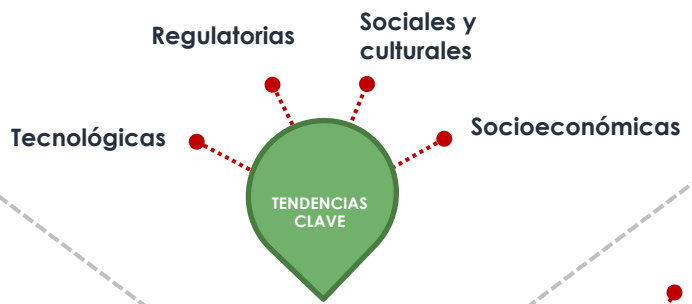 Regulatorias
Sociales y
culturales
Tecnológicas
Socioeconómicas
TENDENCIAS
CLAVE